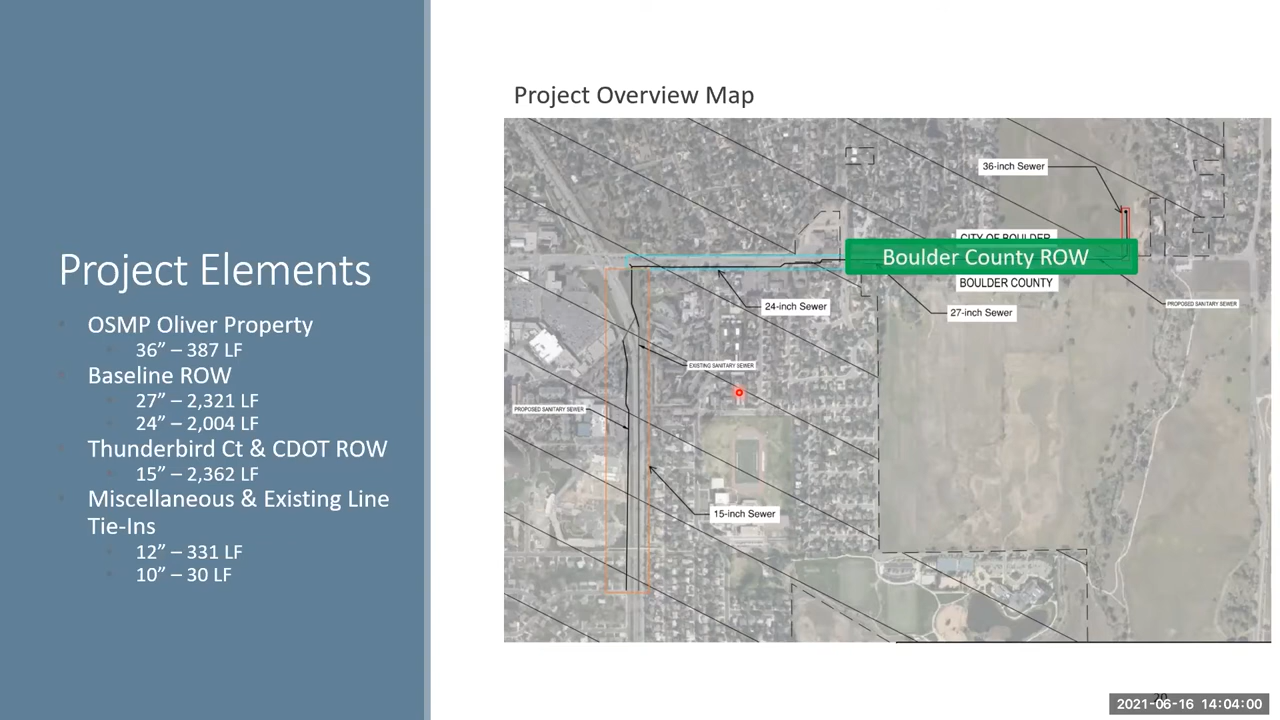 Project Overview Map
Project Elements
OSMP Oliver Property
36” – 387 LF
Baseline ROW
27” – 2,321 LF
24” – 2,004 LF
Thunderbird Ct & CDOT ROW
15” – 2,362 LF
Miscellaneous & Existing Line
Tie-Ins
12” – 331 LF
10” – 30 LF
36-inch Sewer
CITY OF BOULDER
Boulder County ROW
BOULDER COUNTY
24-inch Sewer
27-inch Sewer
PROPOSED SANITARY SEWER
EXISTING SANITARY SEWER
PROPOSED SANITARY SEWER
15-inch Sewer
2021-06-16 14:04:00